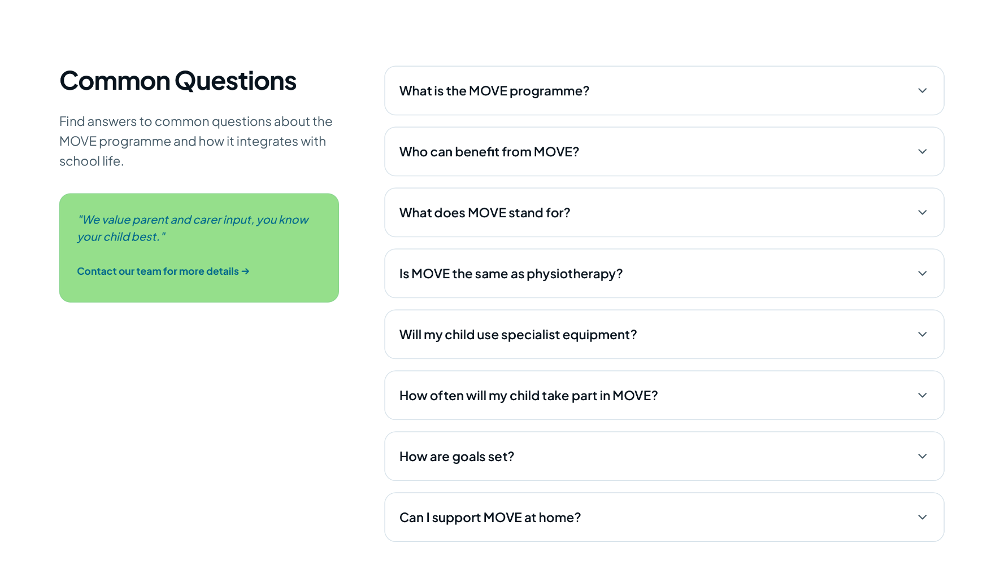 Common Questions
Find answers to common questions about the
MOVE programme and how it integrates with
school life.
"We value parent and carer input, you know
your child best."
Contact our team for more details →
What is the MOVE programme?
Who can benefit from MOVE?
What does MOVE stand for?
Is MOVE the same as physiotherapy?
Will my child use specialist equipment?
How often will my child take part in MOVE?
How are goals set?
Can I support MOVE at home?